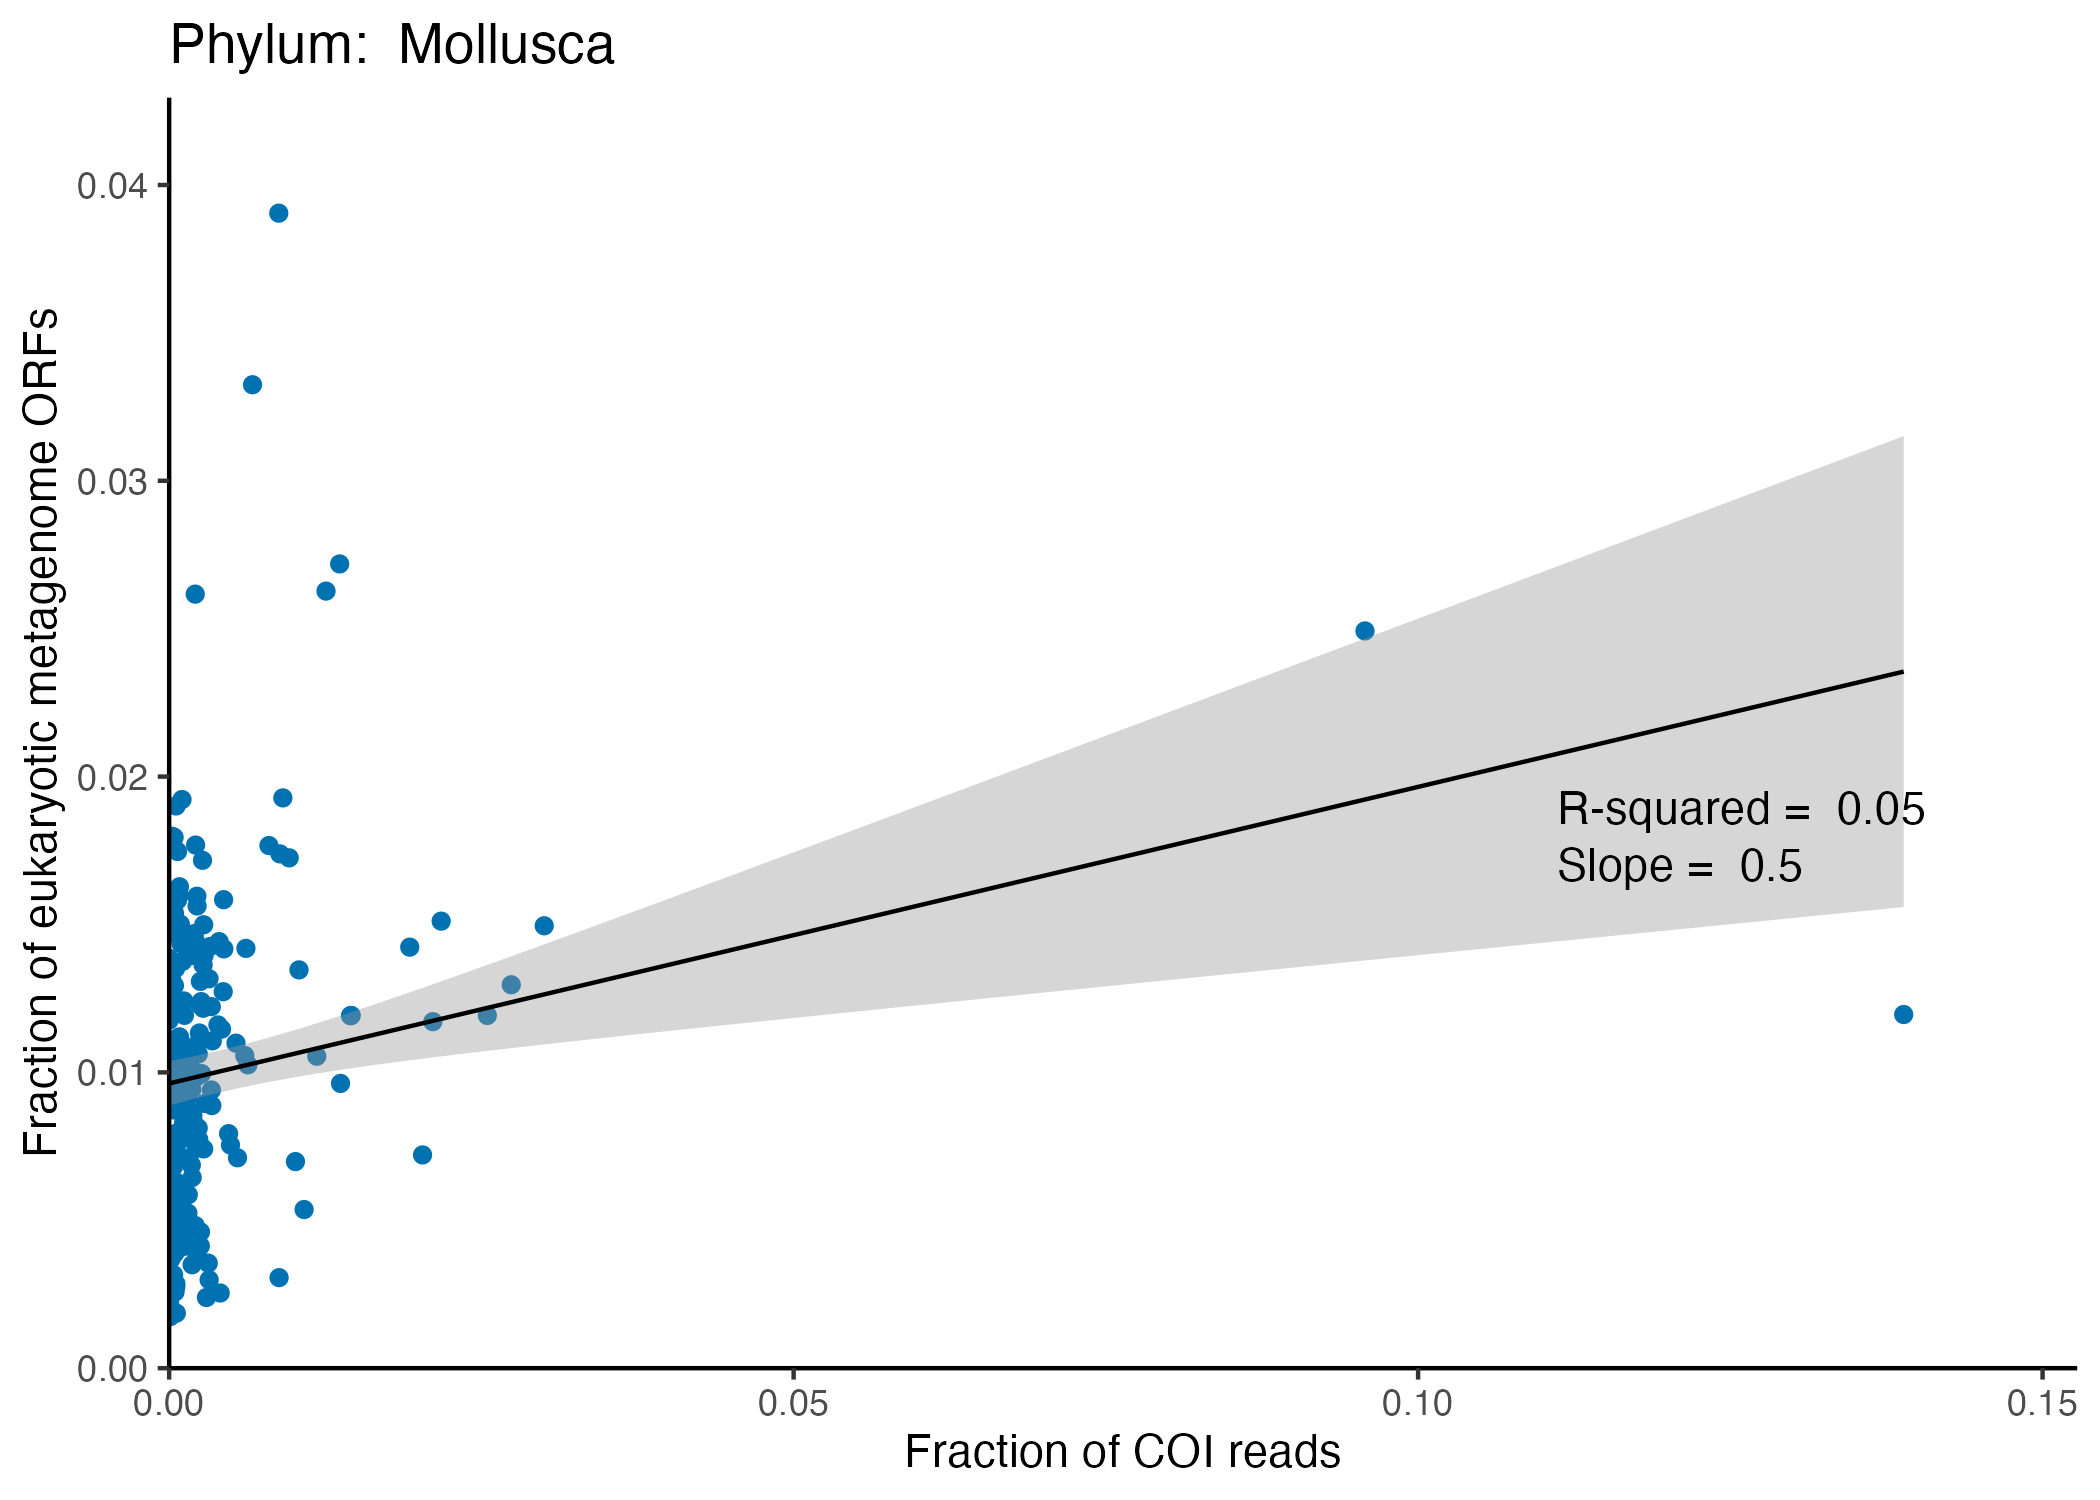 Phylum:  Mollusca
Fraction of eukaryotic metagenome ORFs
0.04
0.03
0.02
0.01
0.00
R-squared =  0.05
Slope =  0.5
0.00 0.05 0.10 0.15
Fraction of COI reads